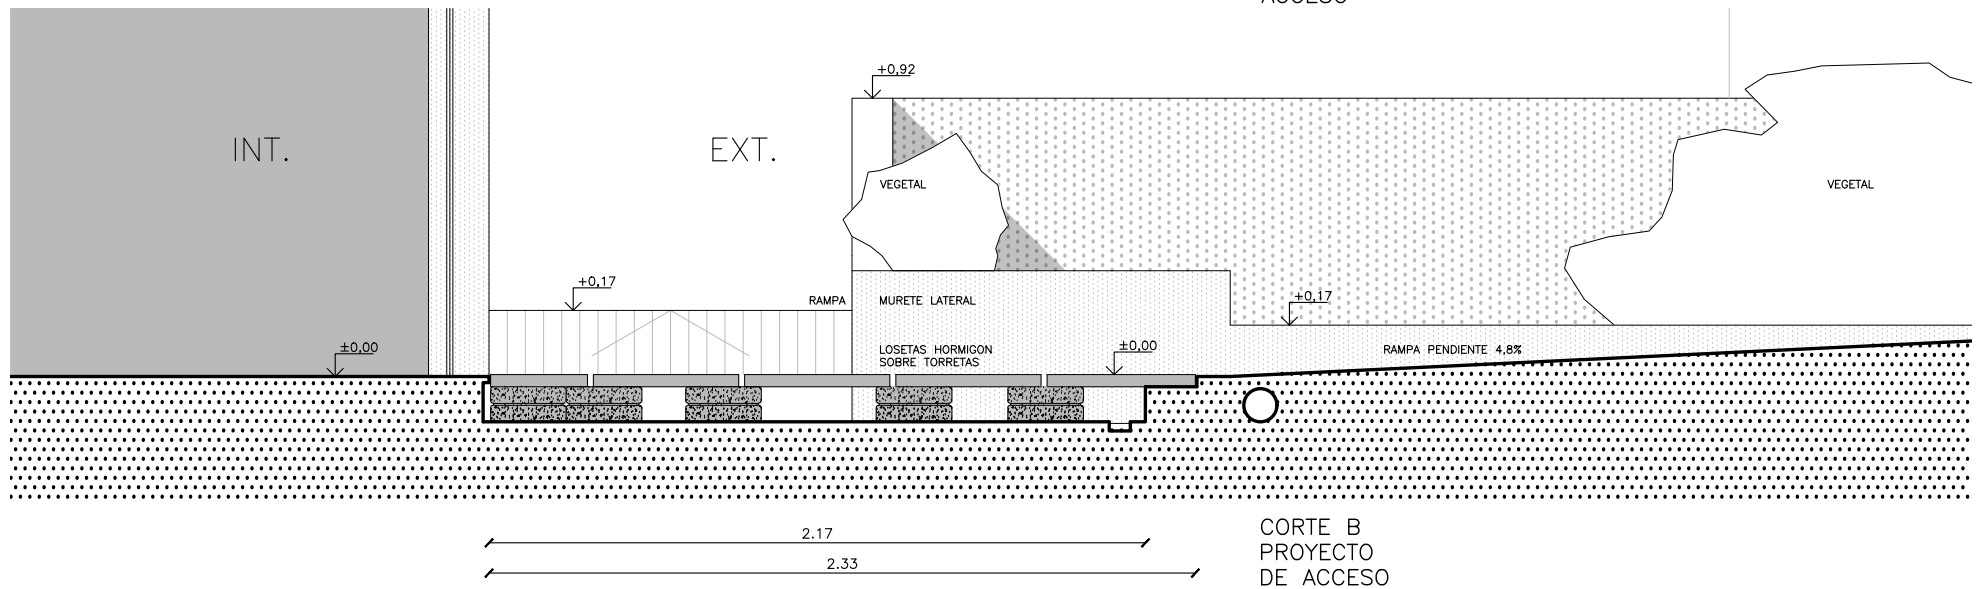 ACCESO
+0,92
INT.
EXT.
VEGETAL
VEGETAL
+0,17
+0,17
RAMPA
MURETE LATERAL
±0,00
LOSETAS HORMIGON
SOBRE TORRETAS
±0,00
RAMPA PENDIENTE 4,8%
2.17
2.33
CORTE B
PROYECTO
DE ACCESO